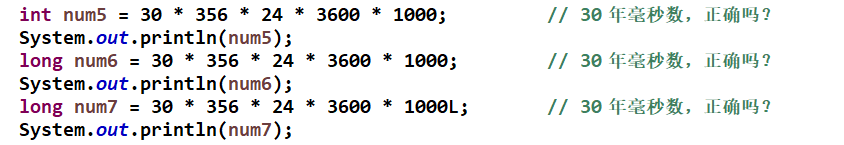 int num5 = 30 * 356 * 24 * 3600 * 1000; // 30 年毫秒数，正确吗？
System.out.println(num5);
long num6 = 30 * 356 * 24 * 3600 * 1000; // 30 年毫秒数，正确吗？
System.out.println(num6);
long num7 = 30 * 356 * 24 * 3600 * 1000L; // 30 年毫秒数，正确吗？
System.out.println(num7);